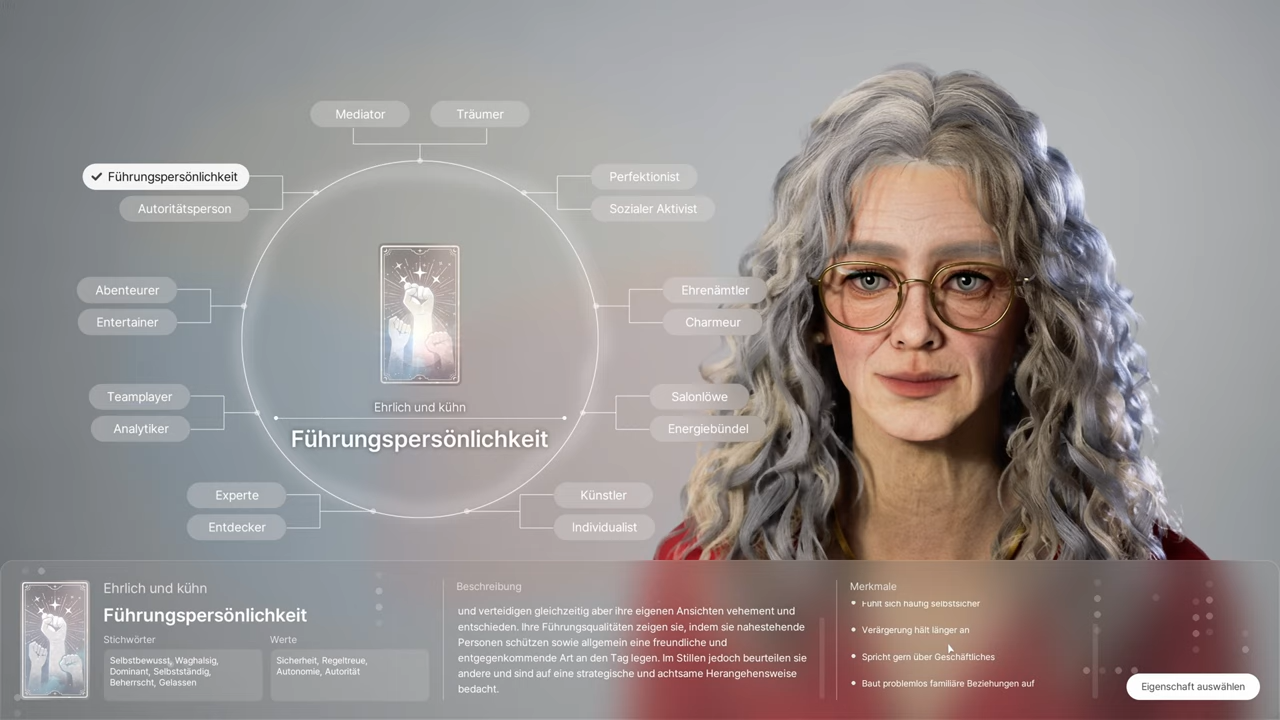 Mediator
Träumer
Führungspersönlichkeit
Autoritätsperson
Perfektionist
Sozialer Aktivist
Abenteurer
Entertainer
Ehrenämtler
Charmeur
Teamplayer
Analytiker
Salonlöwe
Energiebündel
Ehrlich und kühn
Führungspersönlichkeit
Experte
Entdecker
Künstler
Individualist
Ehrlich und kühn
Führungspersönlichkeit
Stichwörter
Selbstbewusst, Waghalsig,
Dominant, Selbstständig,
Beherrscht, Gelassen
Werte
Sicherheit, Regeltreue,
Autonomie, Autorität
Beschreibung
und verteidigen gleichzeitig aber ihre eigenen Ansichten vehement und
entschieden. Ihre Führungsqualitäten zeigen sie, indem sie nahestehende
Personen schützen sowie allgemein eine freundliche und
entgegenkommende Art an den Tag legen. Im Stillen jedoch beurteilen sie
andere und sind auf eine strategische und achtsame Herangehensweise
bedacht.
Merkmale
Fühlt sich häufig selbstsicher
Verärgerung hält länger an
Spricht gern über Geschäftliches
Baut problemlos familiäre Beziehungen auf
Eigenschaft auswählen